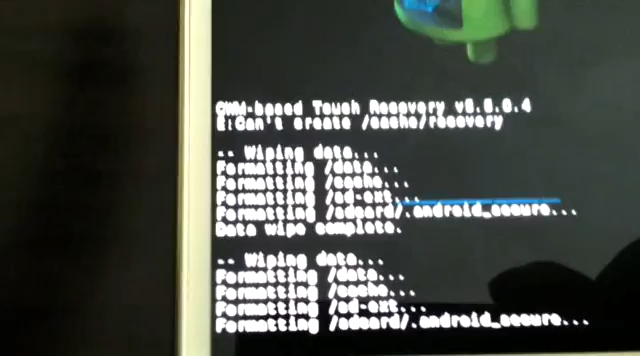 CWM-based Touch Recovery v6.0.0.4
E:Can't create /cache/recovery
-- Wiping data...
Formatting /data...
Formatting /cache...
Formatting /sd-ext...
Formatting /sdcard/.android_secure...
Data wipe complete.
-- Wiping data...
Formatting /data...
Formatting /cache...
Formatting /sd-ext...
Formatting /sdcard/.android_secure...